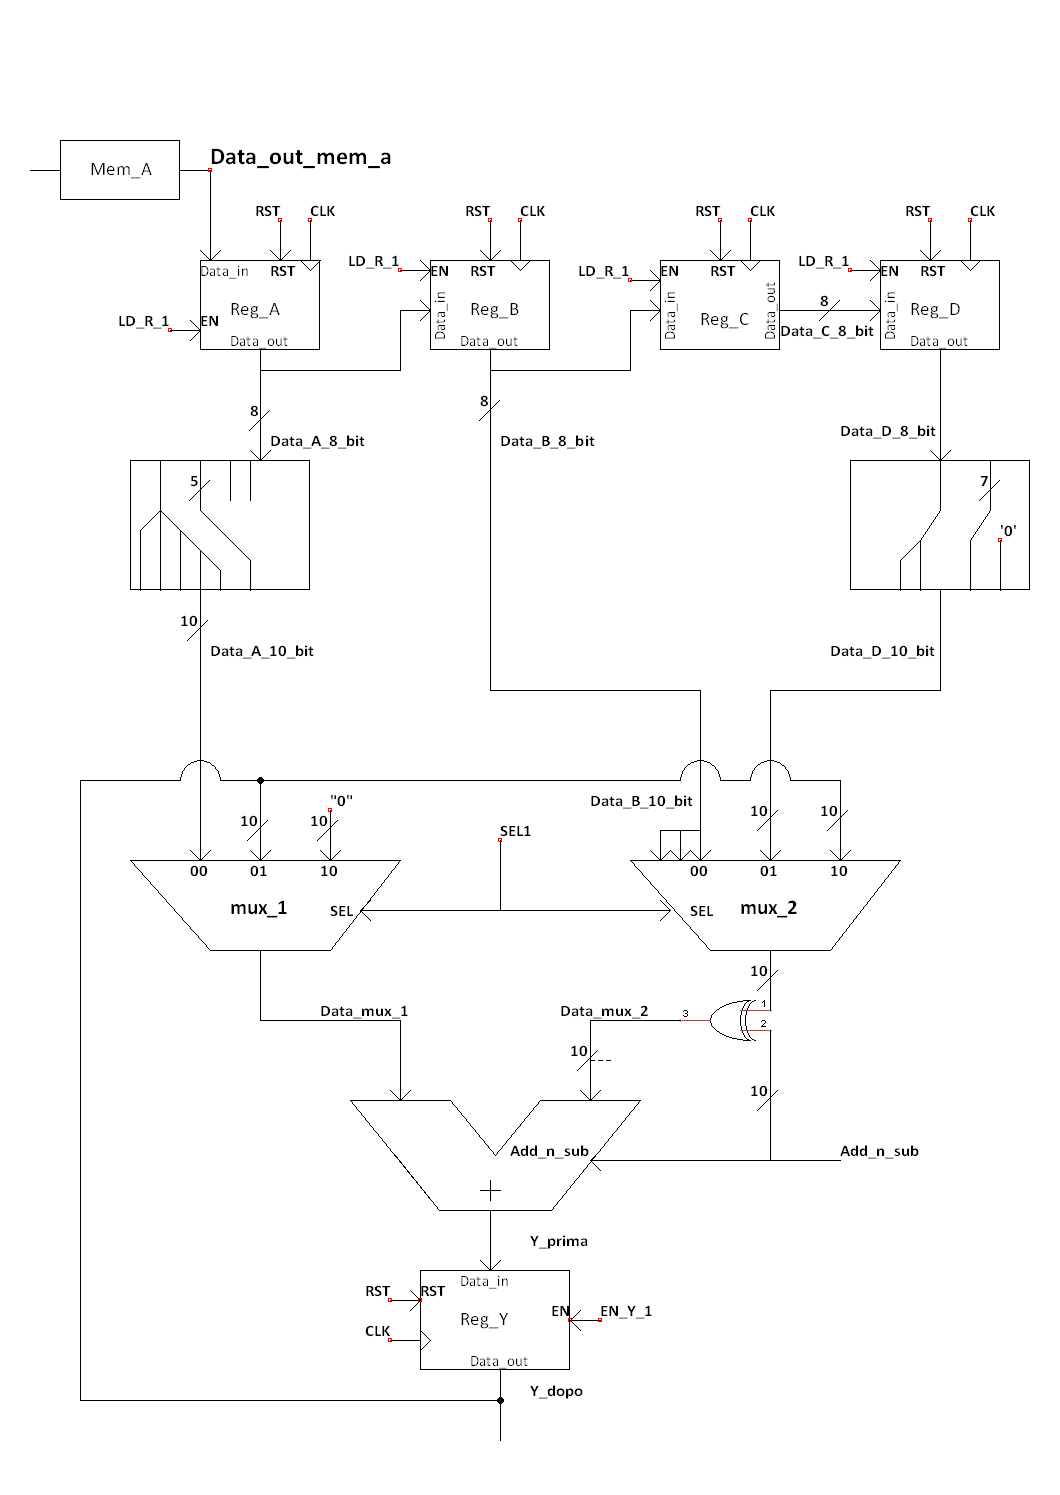 Data_out_mem_a
Mem_A
RST CLK
RST CLK
RST CLK
RST CLK
LD_R_1
LD_R_1
LD_R_1
LD_R_1
Data_in RST
Reg_A
EN
Data_out
EN RST
Data_in
Reg_B
Data_out
EN RST
Data_in
Reg_C
Data_out
8
Data_C_8_bit
EN RST
Data_in
Reg_D
Data_out
8
Data_A_8_bit
8
Data_B_8_bit
Data_D_8_bit
5
7
'0'
10
Data_A_10_bit
Data_D_10_bit
10
10
"0"
Data_B_10_bit
10
10
SEL1
00 01 10
mux_1
SEL
00 01 10
SEL
mux_2
10
1
2
3
Data_mux_1
Data_mux_2
10
10
Add_n_sub
Add_n_sub
+
Y_prima
Data_in
RST
RST
Reg_Y
EN
EN_Y_1
CLK
Data_out
Y_dopo